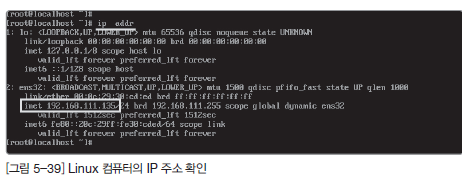 [root@localhost ~]#
[root@localhost ~]# ip addr
1: lo: <LOOPBACK,UP,LOWER_UP> mtu 65536 qdisc noqueue state UNKNOWN
link/loopback 00:00:00:00:00:00 brd 00:00:00:00:00:00
inet 127.0.0.1/8 scope host lo
valid_lft forever preferred_lft forever
inet6 ::1/128 scope host
valid_lft forever preferred_lft forever
2: ens32: <BROADCAST,MULTICAST,UP,LOWER_UP> mtu 1500 qdisc pfifo_fast state UP qlen 1000
link/ether 00:0c:29:30:cd:ed brd ff:ff:ff:ff:ff:ff
inet 192.168.111.135/24 brd 192.168.111.255 scope global dynamic ens32
valid_lft 1512sec preferred_lft 1512sec
inet6 fe80::20c:29ff:fe30:cded/64 scope link
valid_lft forever preferred_lft forever
[root@localhost ~]#
[그림 5-39] Linux 컴퓨터의 IP 주소 확인